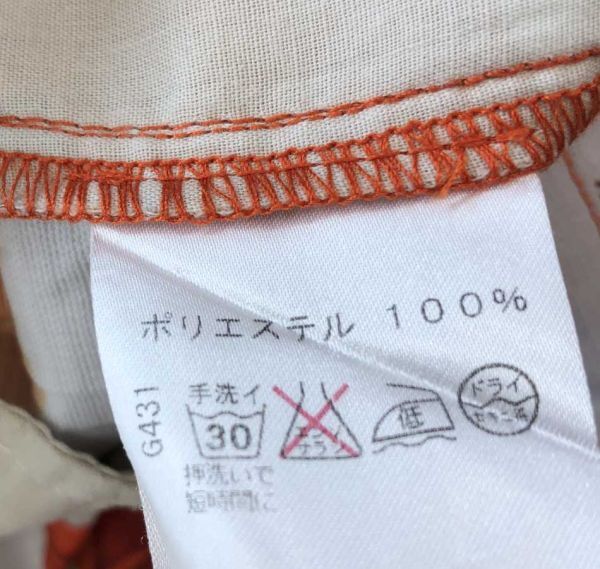 ポリエステル 100%
G431
手洗イ
30
エンソ
サラシ
低
ドライ
セキユ系
押洗いで
短時間に